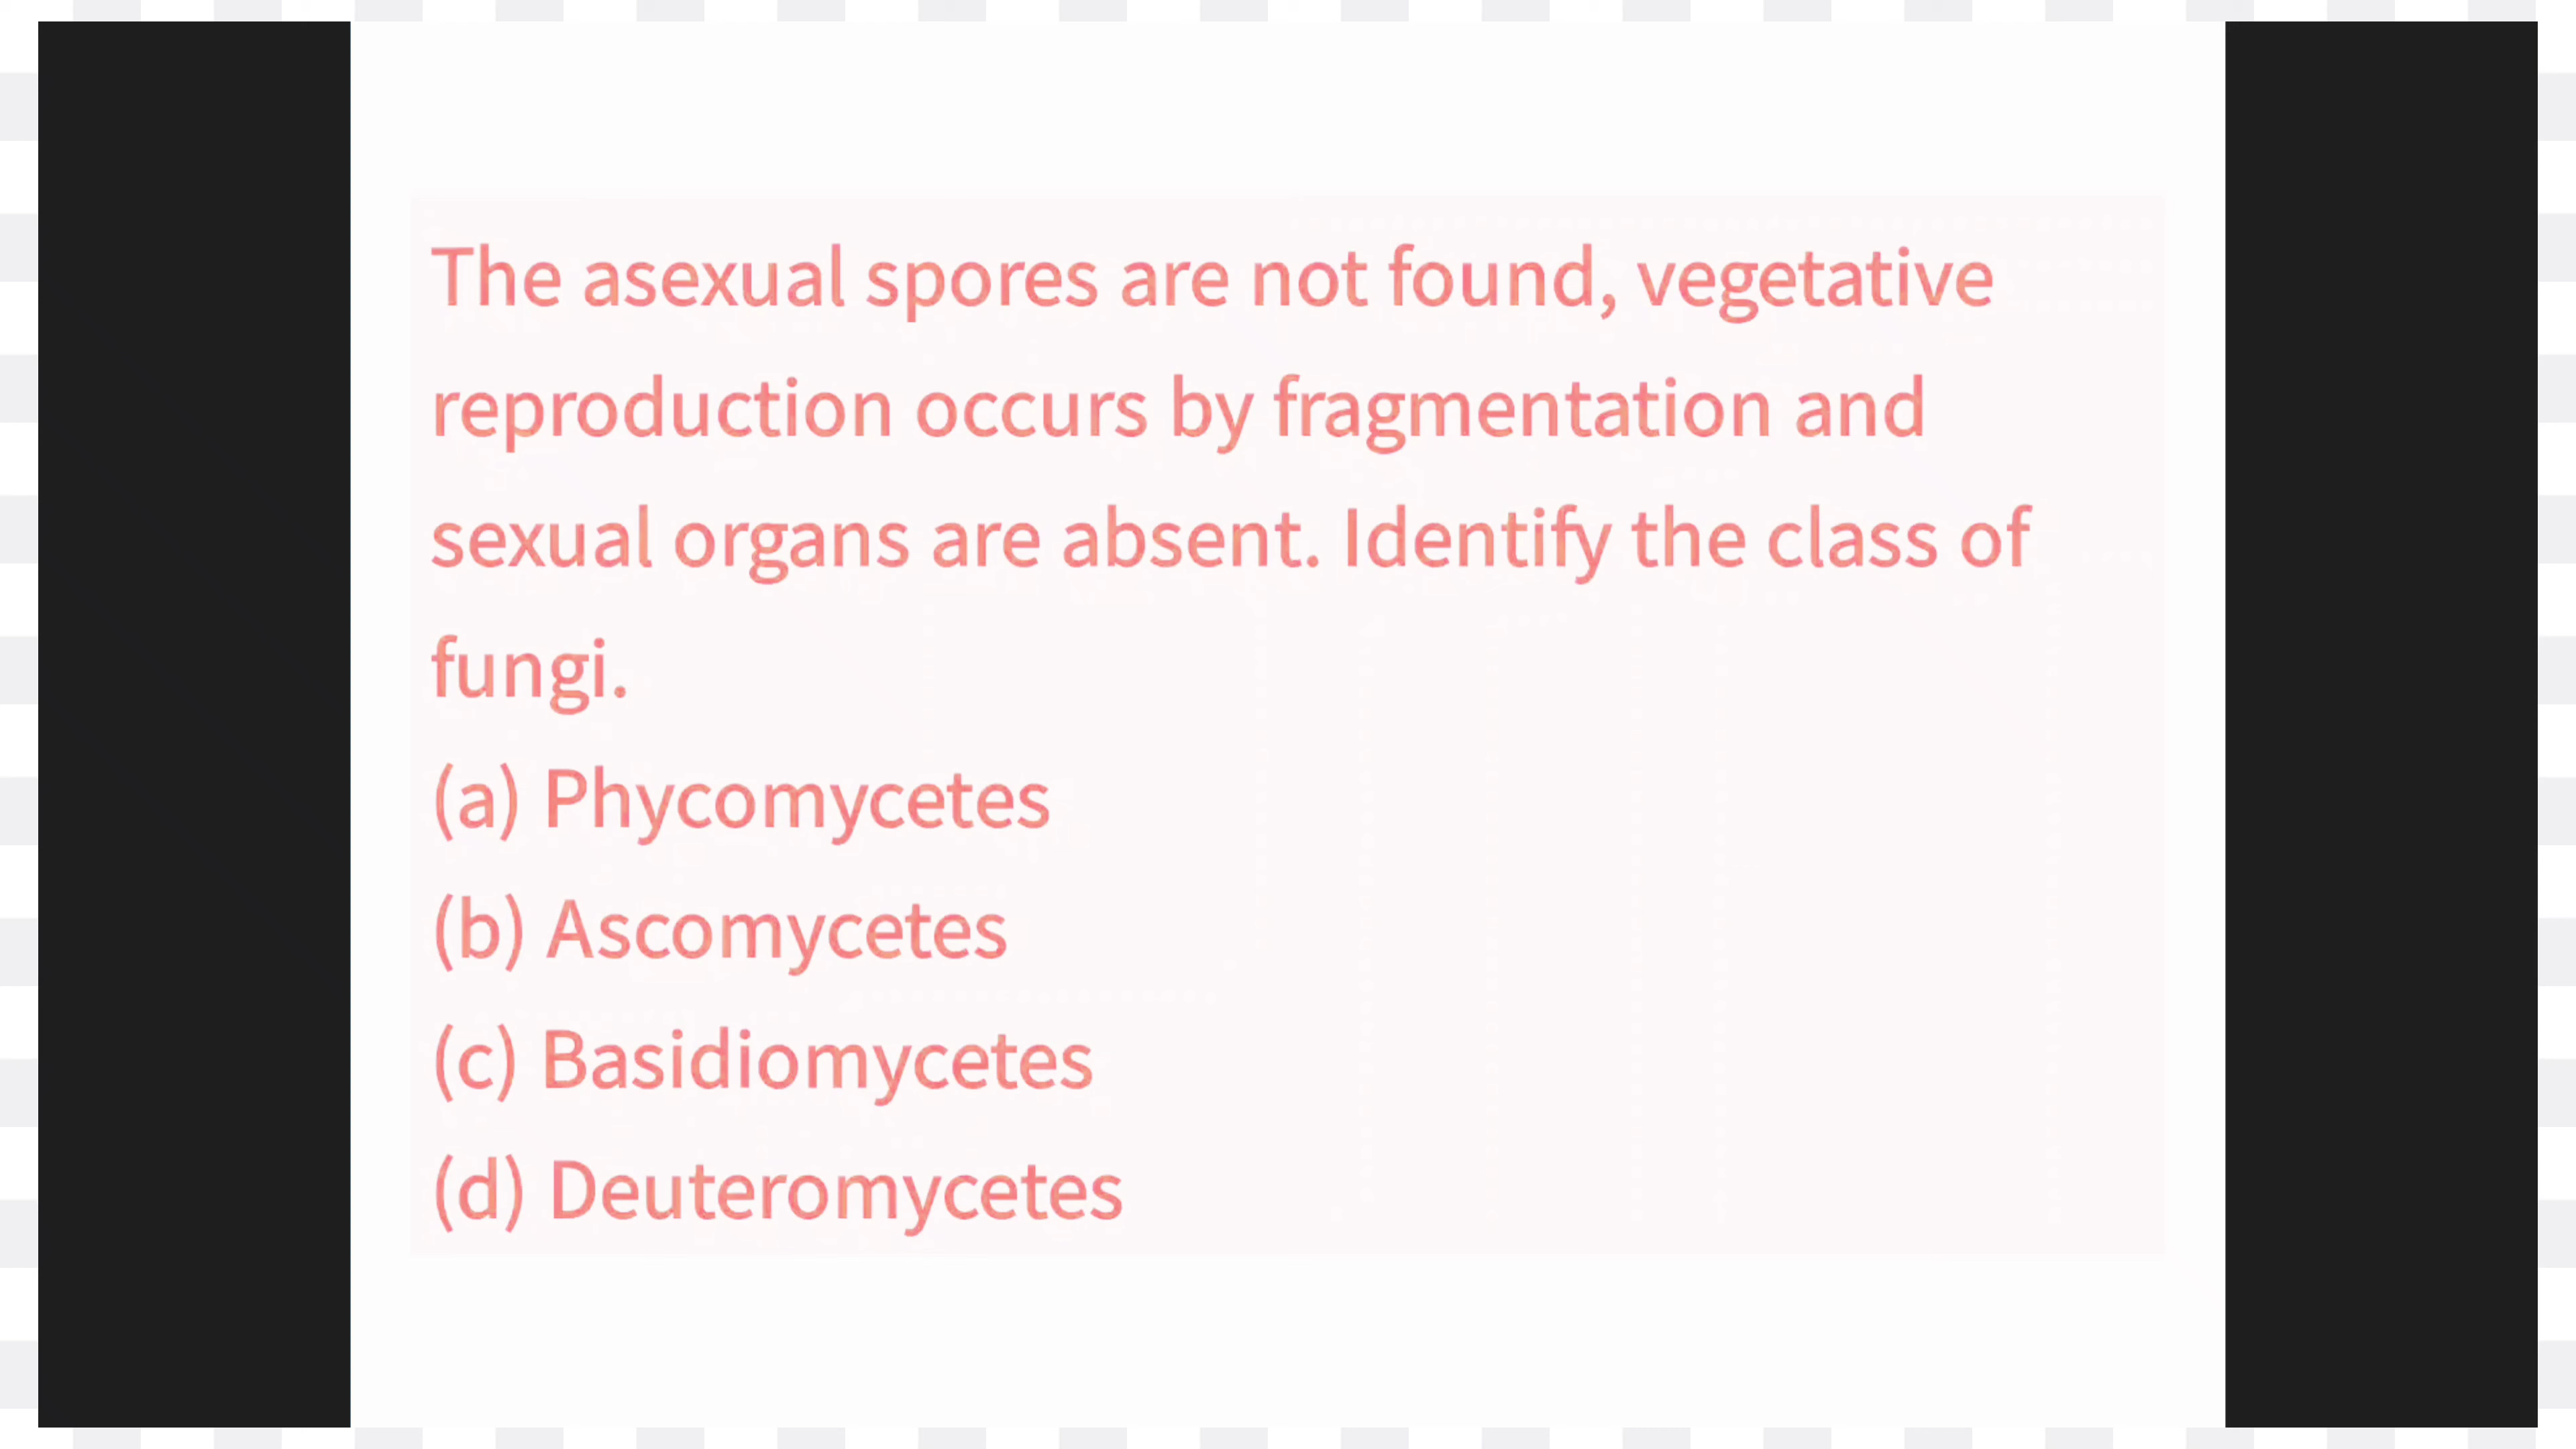 The asexual spores are not found, vegetative
reproduction occurs by fragmentation and
sexual organs are absent. Identify the class of
fungi.
(a) Phycomycetes
(b) Ascomycetes
(c) Basidiomycetes
(d) Deuteromycetes